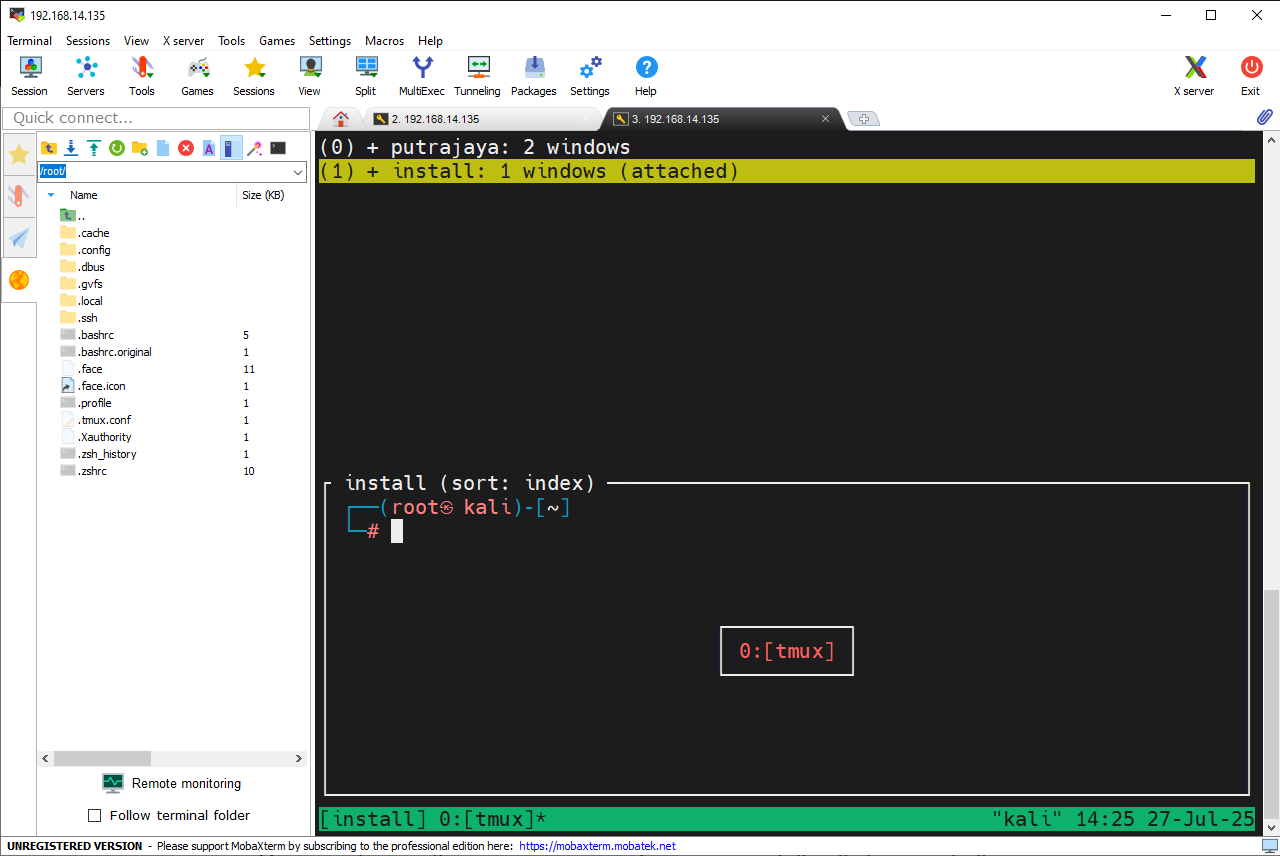 192.168.14.135
Terminal Sessions View X server Tools Games Settings Macros Help
Session Servers Tools Games Sessions View Split MultiExec Tunneling Packages Settings Help X server Exit
Quick connect...
2. 192.168.14.135
3. 192.168.14.135
/root/
Name Size (KB)
..
.cache
.config
.dbus
.gvfs
.local
.ssh
.bashrc 5
.bashrc.original 1
.face 11
.face.icon 1
.profile 1
.tmux.conf 1
.Xauthority 1
.zsh_history 1
.zshrc 10
Remote monitoring
Follow terminal folder
(0) + putrajaya: 2 windows
(1) + install: 1 windows (attached)
install (sort: index)
┌──(root㉿ kali)-[~]
└─#
0:[tmux]
[install] 0:[tmux]* "kali" 14:25 27-Jul-25
UNREGISTERED VERSION - Please support MobaXterm by subscribing to the professional edition here: https://mobaxterm.mobatek.net